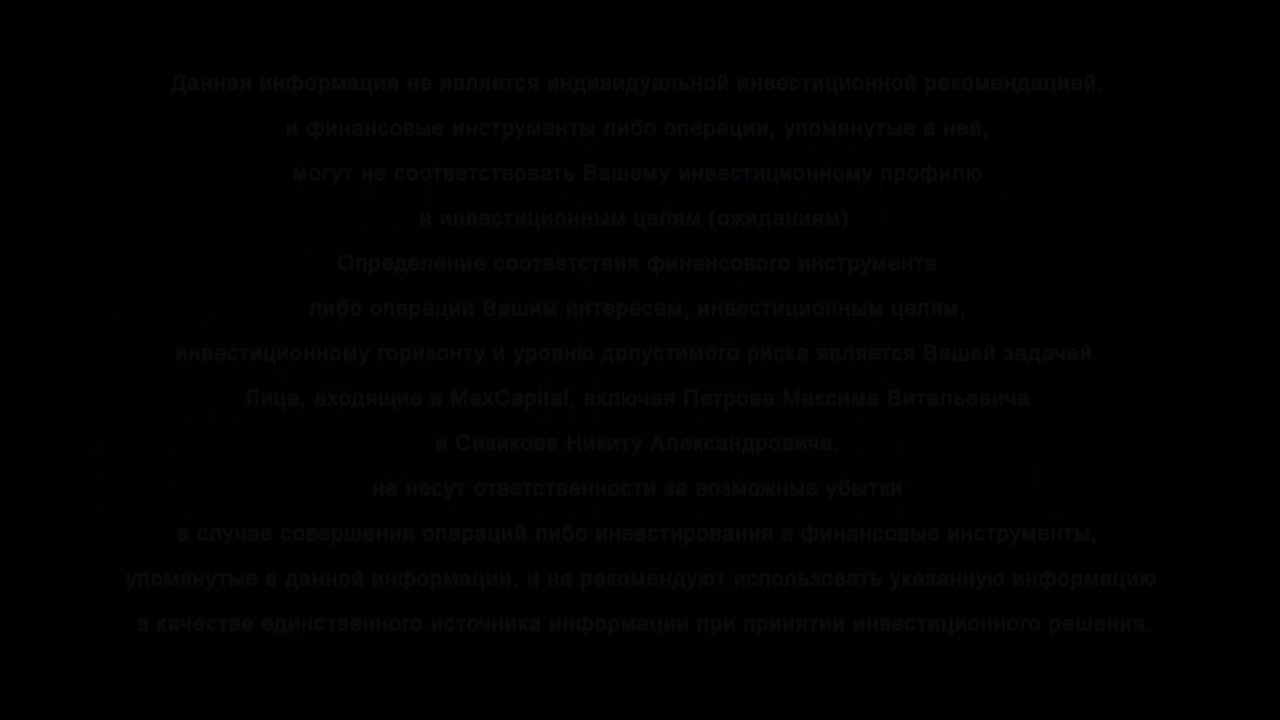 Данная информация не является индивидуальной инвестиционной рекомендацией,
и финансовые инструменты либо операции, упомянутые в ней,
могут не соответствовать Вашему инвестиционному профилю
и инвестиционным целям (ожиданиям).
Определение соответствия финансового инструмента
либо операции Вашим интересам, инвестиционным целям,
инвестиционному горизонту и уровню допустимого риска является Вашей задачей.
Лица, входящие в MaxCapital, включая Петрова Максима Витальевича
и Сизикова Никиту Александровича,
не несут ответственности за возможные убытки
в случае совершения операций либо инвестирования в финансовые инструменты,
упомянутые в данной информации, и не рекомендуют использовать указанную информацию
в качестве единственного источника информации при принятии инвестиционного решения.